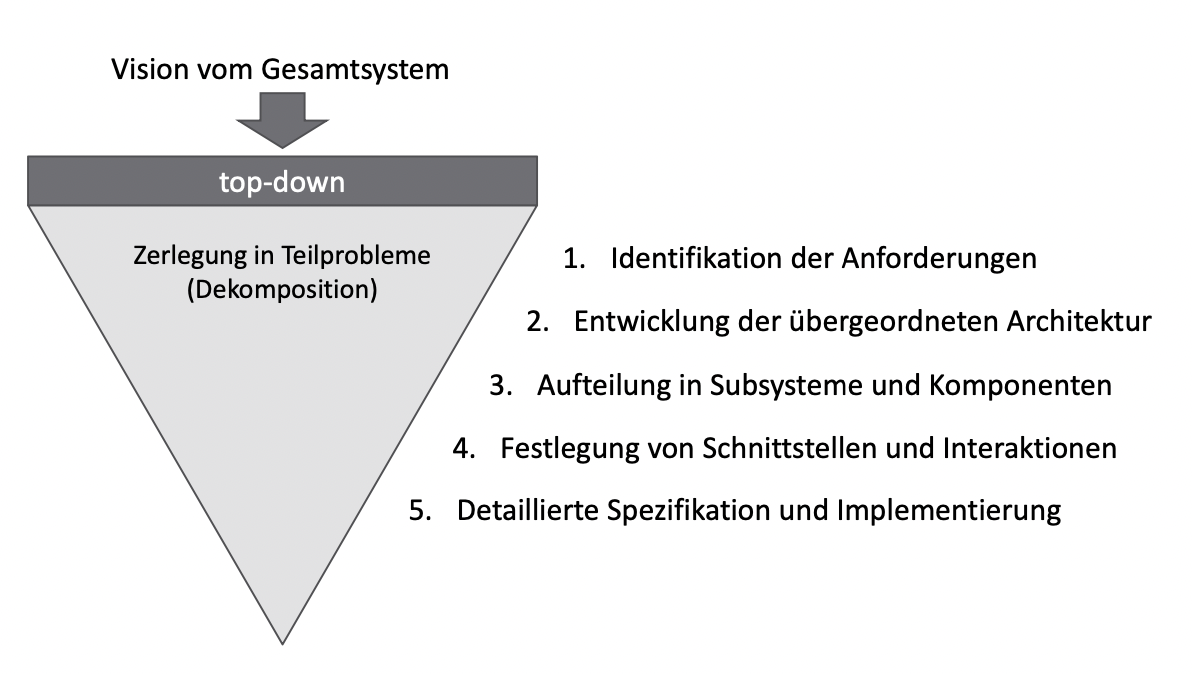 Vision vom Gesamtsystem
top-down
Zerlegung in Teilprobleme
(Dekomposition)
1. Identifikation der Anforderungen
2. Entwicklung der übergeordneten Architektur
3. Aufteilung in Subsysteme und Komponenten
4. Festlegung von Schnittstellen und Interaktionen
5. Detaillierte Spezifikation und Implementierung